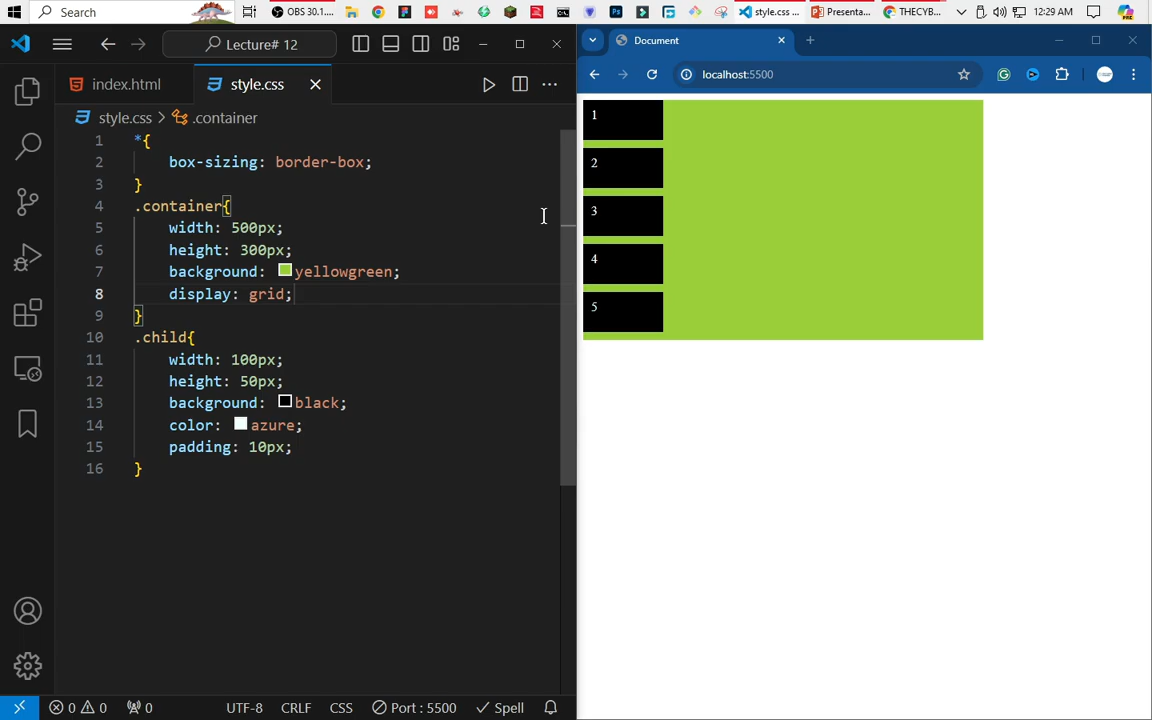 Search
OBS 30.1....
style.css ...
Presenta...
THECYB...
12:29 AM
Lecture# 12
Document
localhost:5500
index.html
style.css
style.css > .container
1 *{
2 box-sizing: border-box;
3 }
4 .container{
5 width: 500px;
6 height: 300px;
7 background: yellowgreen;
8 display: grid;
9 }
10 .child{
11 width: 100px;
12 height: 50px;
13 background: black;
14 color: azure;
15 padding: 10px;
16 }
1
2
3
4
5
0 0 0
UTF-8
CRLF
CSS
Port : 5500
Spell